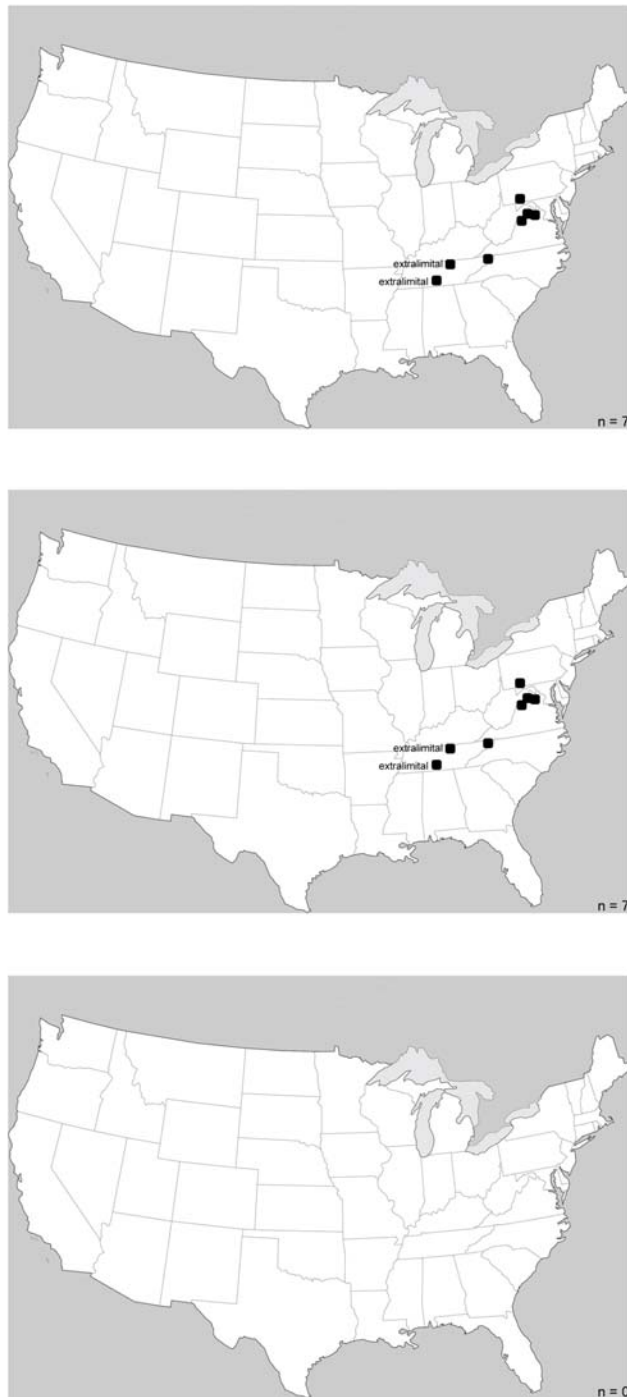 extralimital
extralimital
n = 7
extralimital
extralimital
n = 7
n = 0